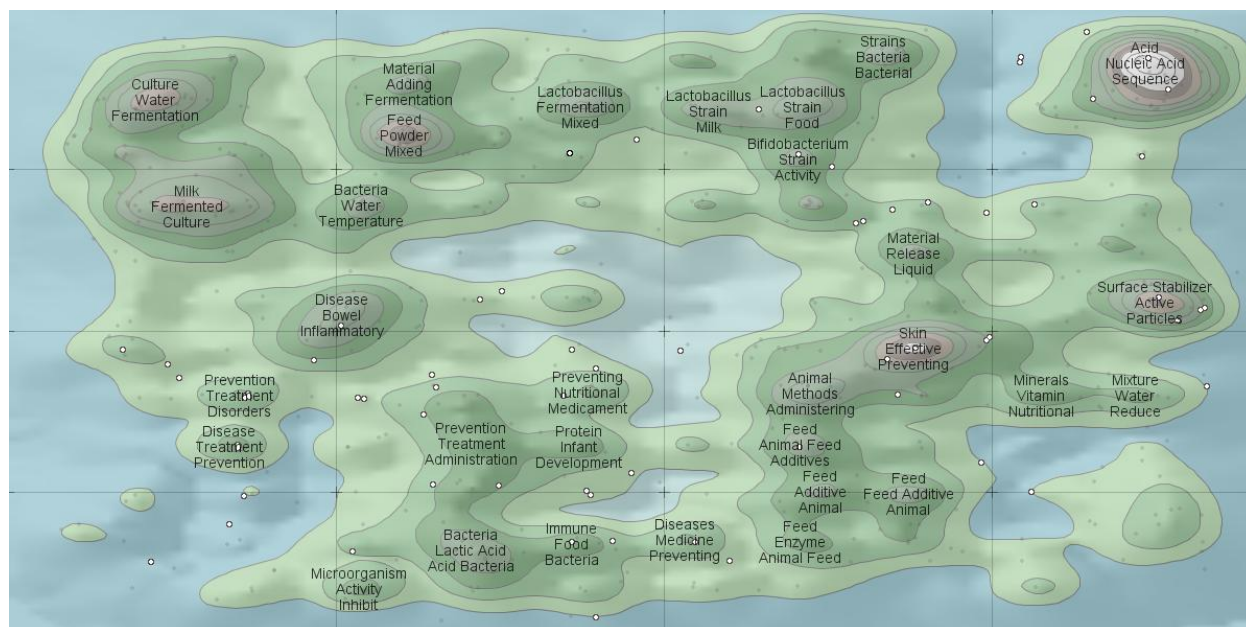 Culture
Water
Fermentation
Material
Adding
Fermentation
Feed
Powder
Mixed
Lactobacillus
Fermentation
Mixed
Lactobacillus
Strain
Milk
Lactobacillus
Strain
Food
Strains
Bacteria
Bacterial
Acid
Nucleic Acid
Sequence
Bifidobacterium
Strain
Activity
Milk
Fermented
Culture
Bacteria
Water
Temperature
Material
Release
Liquid
Disease
Bowel
Inflammatory
Surface Stabilizer
Active
Particles
Skin
Effective
Preventing
Prevention
Treatment
Disorders
Preventing
Nutritional
Medicament
Animal
Methods
Administering
Minerals
Vitamin
Nutritional
Mixture
Water
Reduce
Disease
Treatment
Prevention
Prevention
Treatment
Administration
Protein
Infant
Development
Feed
Animal Feed
Additives
Feed
Additive
Animal
Feed
Feed Additive
Animal
Bacteria
Lactic Acid
Acid Bacteria
Immune
Food
Bacteria
Diseases
Medicine
Preventing
Feed
Enzyme
Animal Feed
Microorganism
Activity
Inhibit